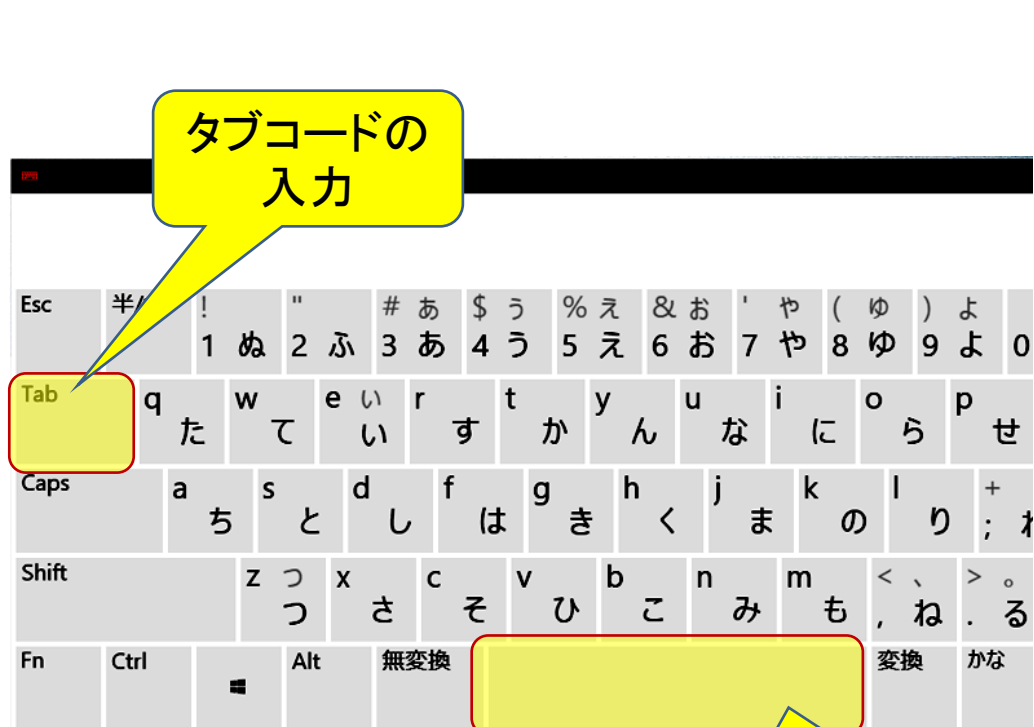 タブコードの
入力
Esc 半/ ! " # あ $ ぅ % ぇ & ぉ ' ゃ ( ゅ ) ょ
1 ぬ 2 ふ 3 あ 4 う 5 え 6 お 7 や 8 ゆ 9 よ 0
Tab q w e ぃ r t y u i o p
た て い す か ん な に ら せ
Caps a s d f g h j k l +
ち と し は き く ま の り ;
Shift z っ x c v b n m < 、 > 。
つ さ そ ひ こ み も , ね . る
Fn Ctrl Alt 無変換 変換 かな